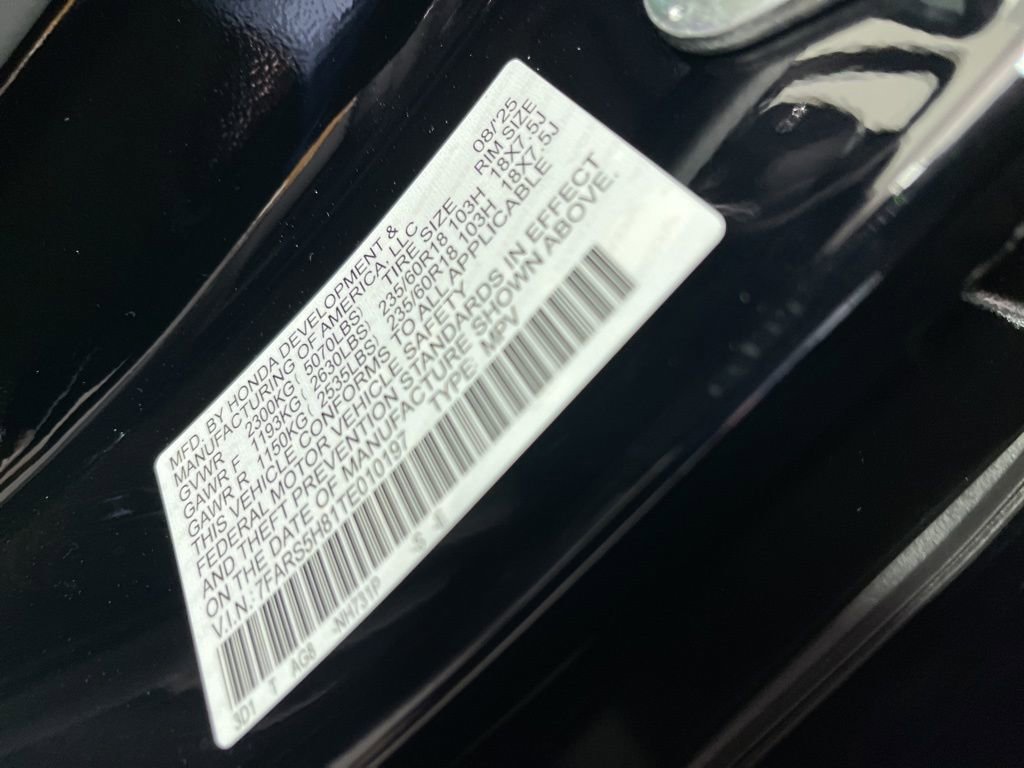 MFD. BY HONDA DEVELOPMENT & 08/'25
MANUFACTURING OF AMERICA, LLC
GVWR 2300KG (5070LBS) TIRE SIZE RIM SIZE
GAWR F 1193KG (2630LBS) 235/60R18 103H 18X7.5J
GAWR R 1150KG (2535LBS) 235/60R18 103H 18X7.5J
THIS VEHICLE CONFORMS TO ALL APPLICABLE
FEDERAL MOTOR VEHICLE SAFETY
AND THEFT PREVENTION STANDARDS IN EFFECT
ON THE DATE OF MANUFACTURE SHOWN ABOVE.
V.I.N:7FARS5H81TE010197 TYPE MPV
3D1 T AG8 -NH731P -S -1